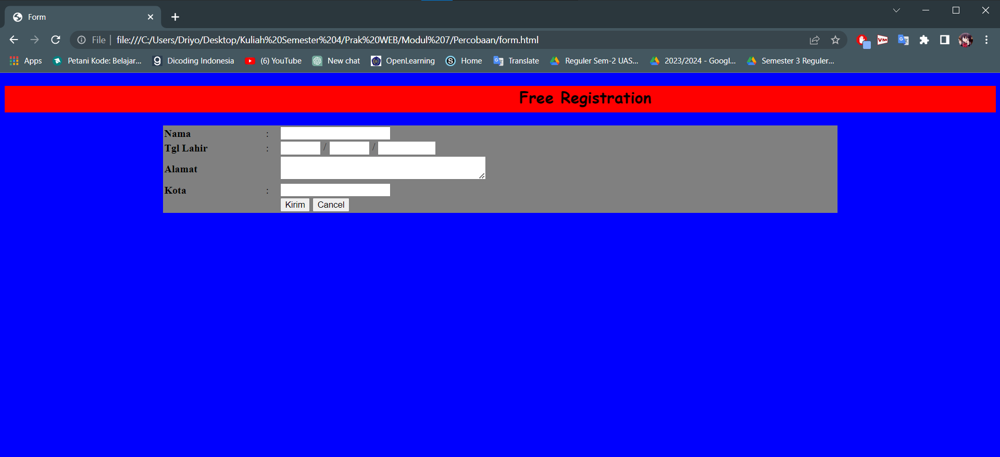 Form
File | file:///C:/Users/Driyo/Desktop/Kuliah%20Semester%204/Prak%20WEB/Modul%207/Percobaan/form.html
VM
Apps Petani Kode: Belajar... Dicoding Indonesia (6) YouTube New chat OpenLearning Home Translate Reguler Sem-2 UAS... 2023/2024 - Googl... Semester 3 Reguler...
Free Registration
Nama :
Tgl Lahir : / /
Alamat
Kota :
Kirim Cancel